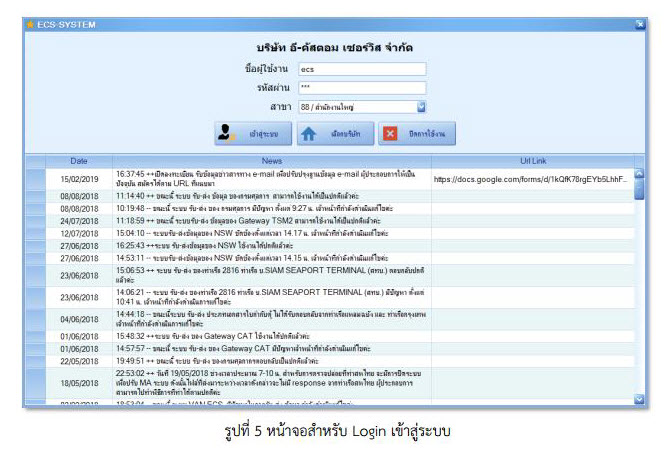 ECS-SYSTEM
บริษัท อี-คัสตอม เซอร์วิส จำกัด
ชื่อผู้ใช้งาน ecs
รหัสผ่าน ***
สาขา 88 / สำนักงานใหญ่
เข้าสู่ระบบ เลือกบริษัท ปิดการใช้งาน
Date News Url Link
15/02/2019 16:37:45 ++เปิดลงทะเบียน รับข้อมูลข่าวสารทาง e-mail เพื่อปรับปรุงฐานข้อมูล e-mail ผู้ประกอบการให้เป็น https://docs.google.com/forms/d/1kQfK78rgEYb5LhhF...
ปัจจุบัน สมัครได้ตาม URL ที่แนบมา
08/08/2018 11:14:40 ++ ขณะนี้ ระบบ รับ-ส่ง ข้อมูล ของกรมศุลกากร สามารถใช้งานได้เป็นปกติแล้วค่ะ
08/08/2018 10:19:48 -- ขณะนี้ ระบบ รับ-ส่ง ของ กรมศุลกากร มีปัญหา ตั้งแต่ 9:27 น. เจ้าหน้าที่กำลังดำเนินการแก้ไขค่ะ
24/07/2018 11:18:59 ++ ขณะนี้ ระบบรับ-ส่ง ข้อมูลของ Gateway TSM2 สามารถใช้งานได้เป็นปกติแล้วค่ะ
12/07/2018 15:04:10 -- ระบบรับ-ส่งข้อมูลของ NSW ขัดข้องตั้งแต่เวลา 14.17 น. เจ้าหน้าที่กำลังดำเนินการแก้ไขค่ะ
27/06/2018 16:25:43 ++ระบบ รับ-ส่งข้อมูลของ NSW ใช้งานได้ปกติแล้วค่ะ
27/06/2018 14:53:11 -- ระบบรับ-ส่งข้อมูลของ NSW ขัดข้องตั้งแต่เวลา 14.15 น. เจ้าหน้าที่กำลังดำเนินการแก้ไขค่ะ
23/06/2018 15:06:53 ++ ระบบ รับ-ส่ง ของท่าเรือ 2816 ท่าเรือ บ.SIAM SEAPORT TERMINAL (สทบ.) ตอบกลับปกติ
แล้วค่ะ
23/06/2018 14:06:21 -- ระบบ รับ-ส่ง ของท่าเรือ 2816 ท่าเรือ บ.SIAM SEAPORT TERMINAL (สทบ.) มีปัญหา ตั้งแต่
10:41 น. เจ้าหน้าที่กำลังดำเนินการแก้ไขค่ะ
04/06/2018 14:44:18 -- ขณะนี้ระบบ รับ-ส่ง ประเภทเอกสารใบกำกับตู้ ไม่ได้รับตอบกลับจากท่าเรือแหลมฉบัง และ ท่าเรือกรุงเทพ
เจ้าหน้าที่กำลังดำเนินการแก้ไขค่ะ
01/06/2018 15:48:32 ++ระบบ รับ-ส่ง ของ Gateway CAT ใช้งานได้ปกติแล้วค่ะ
01/06/2018 14:57:57 -- ขณะนี้ระบบ รับ-ส่ง ของ Gateway CAT มีปัญหาเจ้าหน้าที่กำลังดำเนินการแก้ไขค่ะ
22/05/2018 19:49:51 ++ ขณะนี้ ระบบ รับ-ส่ง ของกรมศุลกากรตอบกลับเป็นปกติแล้วค่ะ
18/05/2018 22:53:02 ++ วันที่ 19/05/2018 ช่วงเวลาประมาณ 7-10 น. สำหรับการตรวจปล่อยที่ท่าสดไทย จะมีการปิดระบบ
เพื่อปรับ MA ระบบ ดังนั้นใบที่ส่งมาระหว่างเวลาดังกล่าวจะไม่มี response จากท่าเรือสดไทย ผู้ประกอบการ
สามารถไปทำพิธีการที่ท่าได้ตามปกติค่ะ
รูปที่ 5 หน้าจอสำหรับ Login เข้าสู่ระบบ